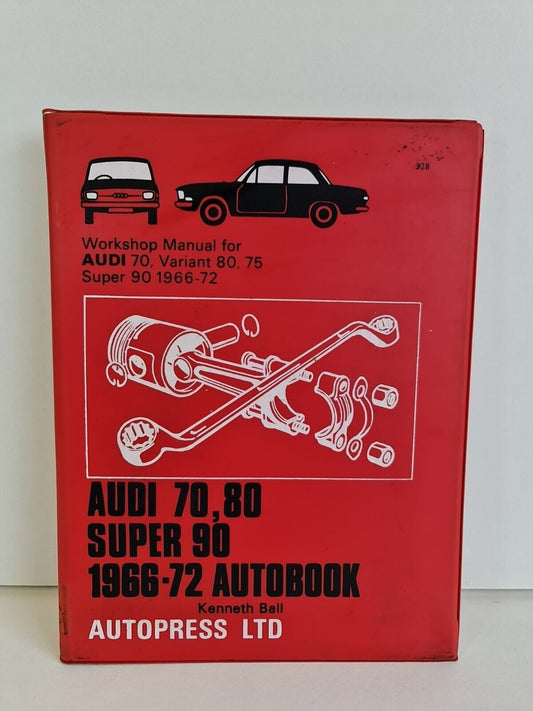 928
Workshop Manual for
AUDI 70, Variant 80, 75
Super 90 1966-72
AUDI 70,80
SUPER 90
1966-72 AUTOBOOK
Kenneth Ball
AUTOPRESS LTD